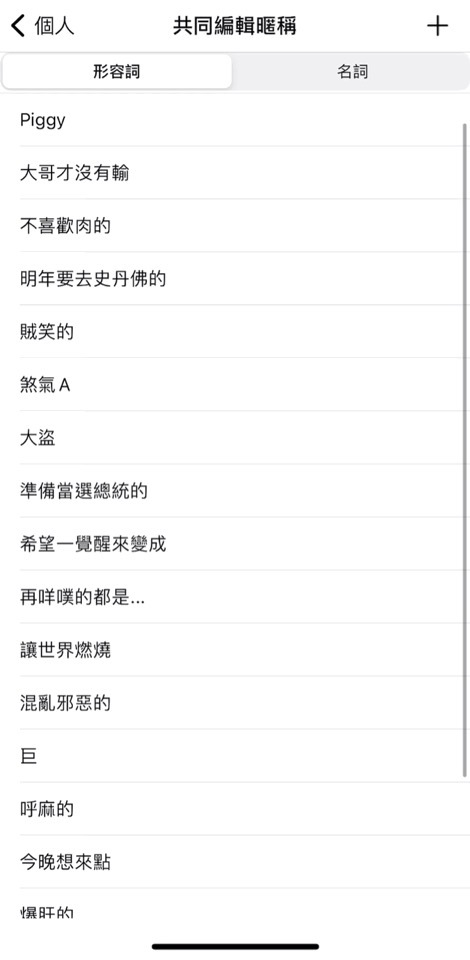 個人
共同編輯暱稱
形容詞
名詞
Piggy
大哥才沒有輸
不喜歡肉的
明年要去史丹佛的
賊笑的
煞氣A
大盜
準備當選總統的
希望一覺醒來變成
再咩噗的都是...
讓世界燃燒
混亂邪惡的
巨
呼麻的
今晚想來點
爆肝的